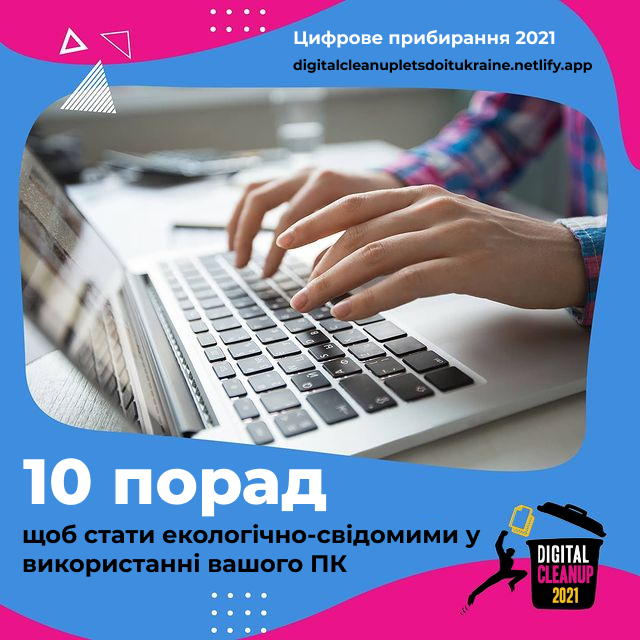 Цифрове прибирання 2021
digitalcleanupletsdoitukraine.netlify.app
10 порад
щоб стати екологічно-свідомими у
використанні вашого ПК
DIGITAL
CLEANUP
2021